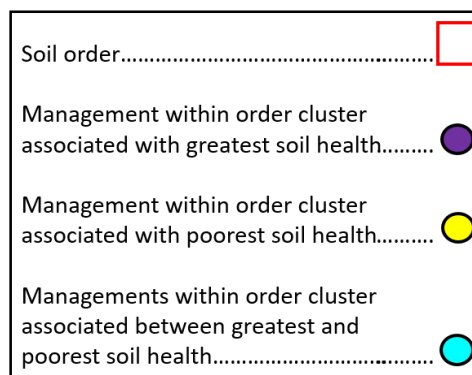 Soil order………………………………………….
Management within order cluster
associated with greatest soil health………
Management within order cluster
associated with poorest soil health……….
Managements within order cluster
associated between greatest and
poorest soil health…………………………….